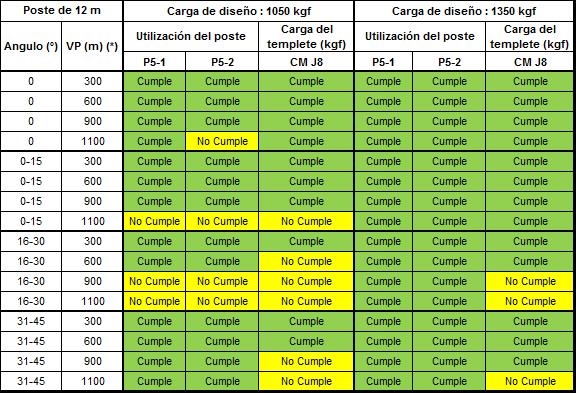 Poste de 12 m Carga de diseño : 1050 kgf Carga de diseño : 1350 kgf
Angulo (°) VP (m) (*) Utilización del poste Carga del templete (kgf) Utilización del poste Carga del templete (kgf)
P5-1 P5-2 CM J8 P5-1 P5-2 CM J8
0 300 Cumple Cumple Cumple Cumple Cumple Cumple
0 600 Cumple Cumple Cumple Cumple Cumple Cumple
0 900 Cumple Cumple Cumple Cumple Cumple Cumple
0 1100 Cumple No Cumple Cumple Cumple Cumple Cumple
0-15 300 Cumple Cumple Cumple Cumple Cumple Cumple
0-15 600 Cumple Cumple Cumple Cumple Cumple Cumple
0-15 900 Cumple Cumple Cumple Cumple Cumple Cumple
0-15 1100 No Cumple No Cumple No Cumple Cumple Cumple Cumple
16-30 300 Cumple Cumple Cumple Cumple Cumple Cumple
16-30 600 Cumple Cumple No Cumple Cumple Cumple Cumple
16-30 900 No Cumple No Cumple No Cumple Cumple Cumple No Cumple
16-30 1100 No Cumple No Cumple No Cumple Cumple Cumple No Cumple
31-45 300 Cumple Cumple Cumple Cumple Cumple Cumple
31-45 600 Cumple Cumple Cumple Cumple Cumple Cumple
31-45 900 Cumple Cumple No Cumple Cumple Cumple Cumple
31-45 1100 Cumple Cumple No Cumple Cumple Cumple No Cumple